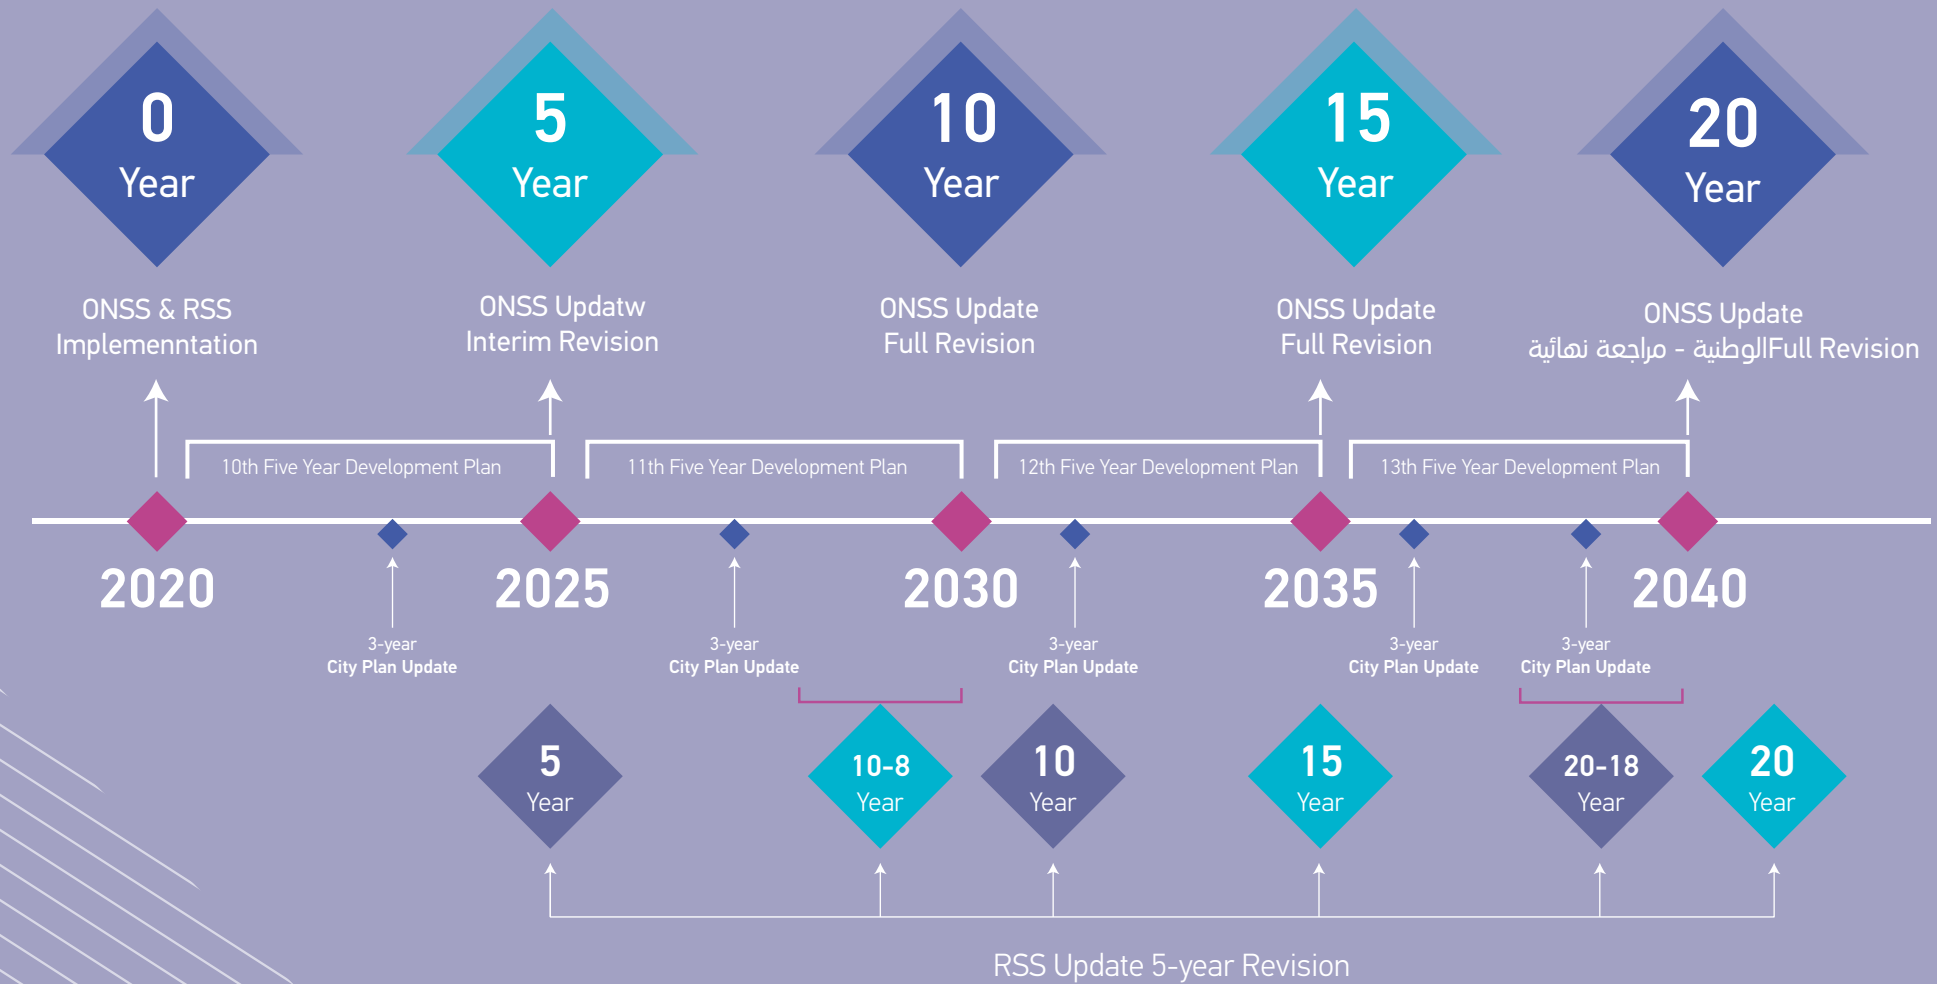 0
Year
5
Year
10
Year
15
Year
20
Year
ONSS & RSS
Implemenntation
ONSS Updatw
Interim Revision
ONSS Update
Full Revision
ONSS Update
Full Revision
ONSS Update
الوطنية - مراجعة نهائيةFull Revision
10th Five Year Development Plan
11th Five Year Development Plan
12th Five Year Development Plan
13th Five Year Development Plan
2020
2025
2030
2035
2040
3-year
City Plan Update
3-year
City Plan Update
3-year
City Plan Update
3-year
City Plan Update
3-year
City Plan Update
5
Year
10-8
Year
10
Year
15
Year
20-18
Year
20
Year
RSS Update 5-year Revision